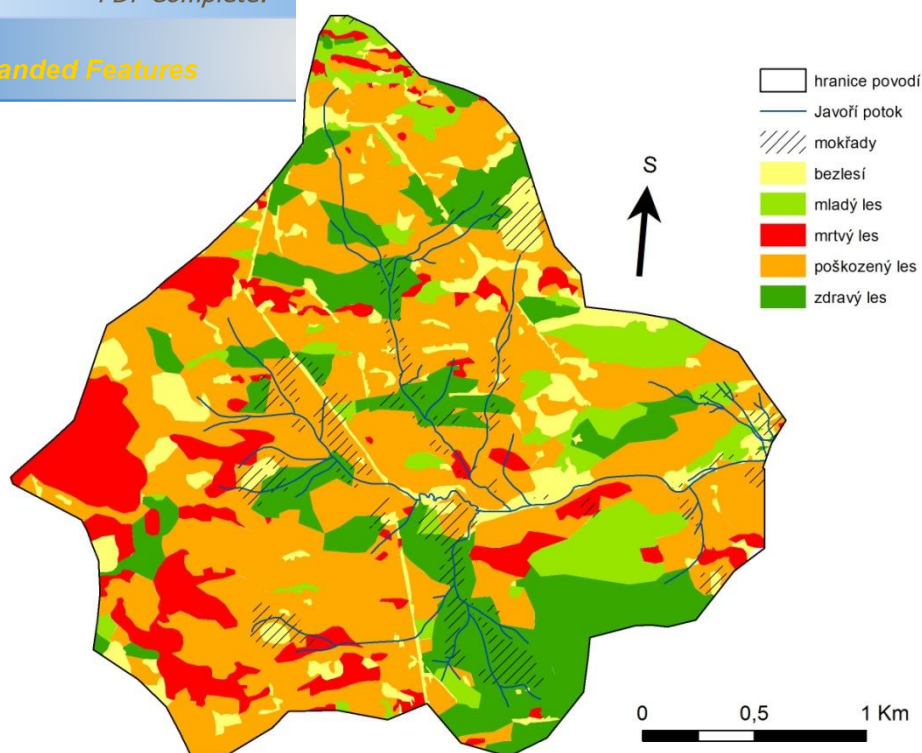 PDF Complete.
anded Features
hranice povodí
Javoří potok
mokřady
bezlesí
mladý les
mrtvý les
poškozený les
zdravý les
S
0 0,5 1 Km